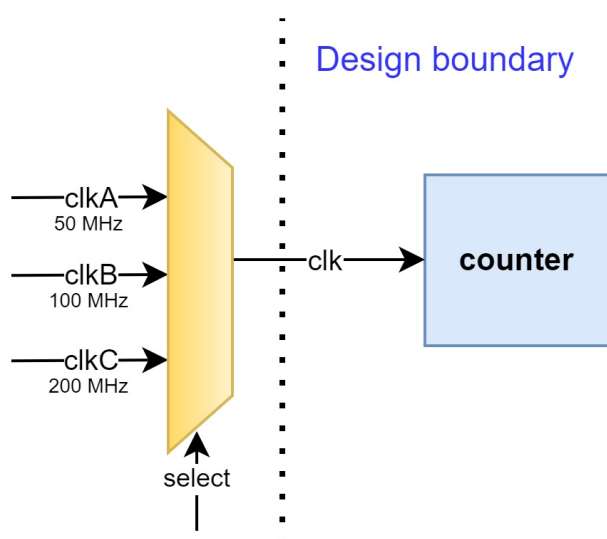 Design boundary
clkA
50 MHz
clkB
100 MHz
clk
counter
clkC
200 MHz
select